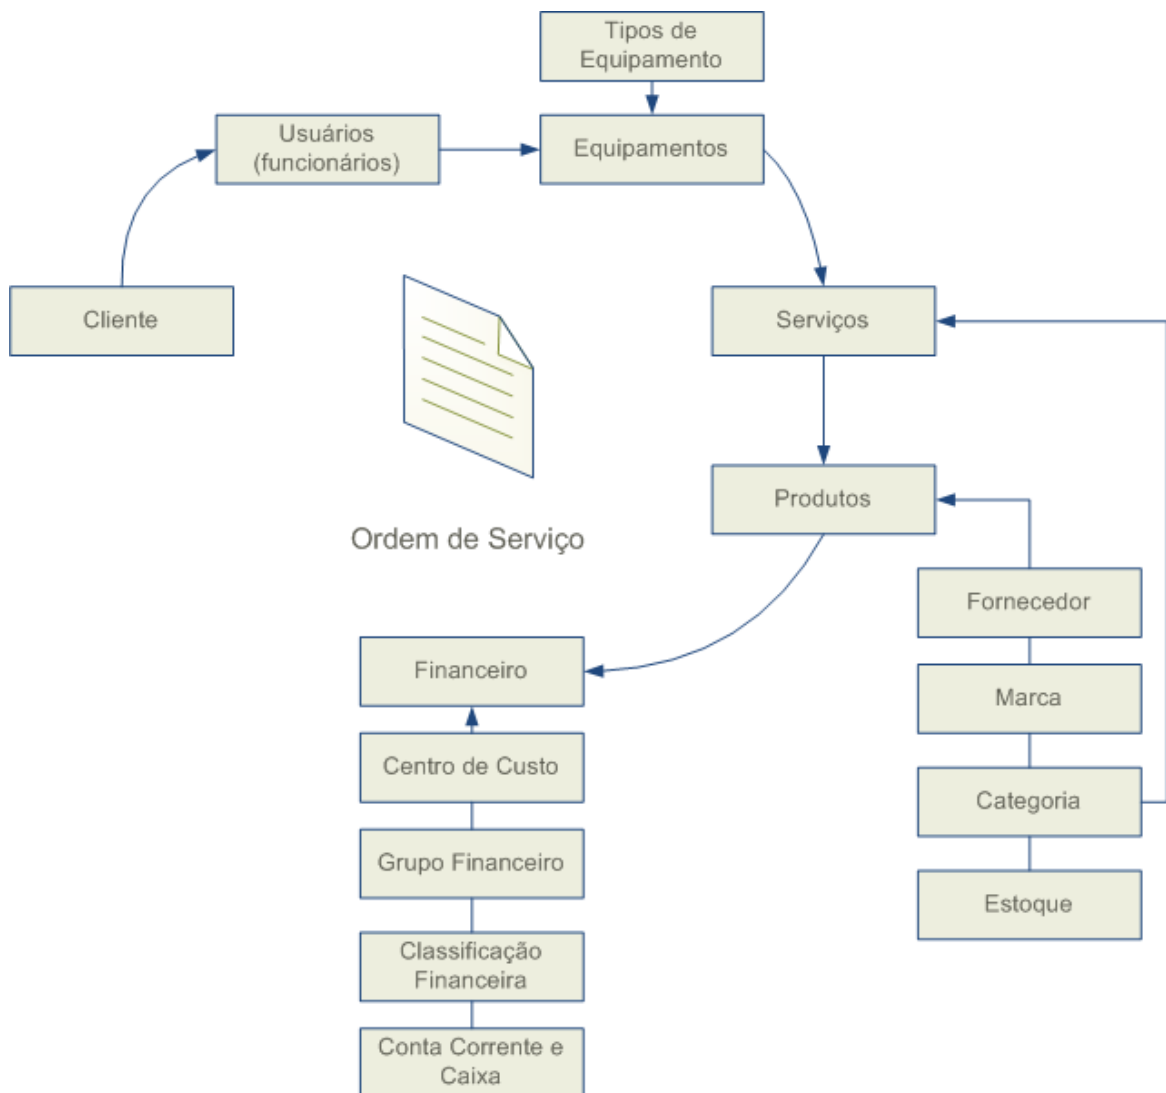 Tipos de
Equipamento
Usuários
(funcionários)
Equipamentos
Cliente
Serviços
Produtos
Ordem de Serviço
Fornecedor
Financeiro
Marca
Centro de Custo
Categoria
Grupo Financeiro
Estoque
Classificação
Financeira
Conta Corrente e
Caixa